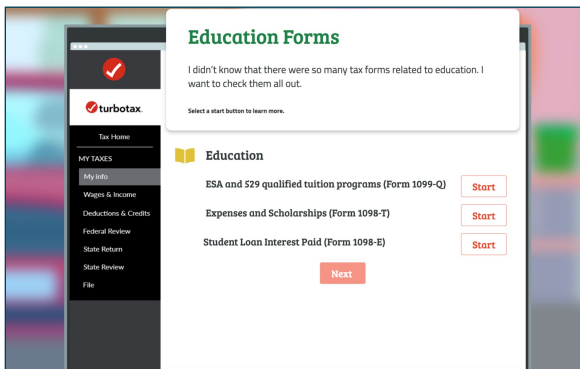 Education Forms
I didn't know that there were so many tax forms related to education. I
want to check them all out.
Select a start button to learn more.
turbotax.
Tax Home
MY TAXES
My info
Wages & Income
Deductions & Credits
Federal Review
State Return
State Review
File
Education
ESA and 529 qualified tuition programs (Form 1099-Q)
Start
Expenses and Scholarships (Form 1098-T)
Start
Student Loan Interest Paid (Form 1098-E)
Start
Next